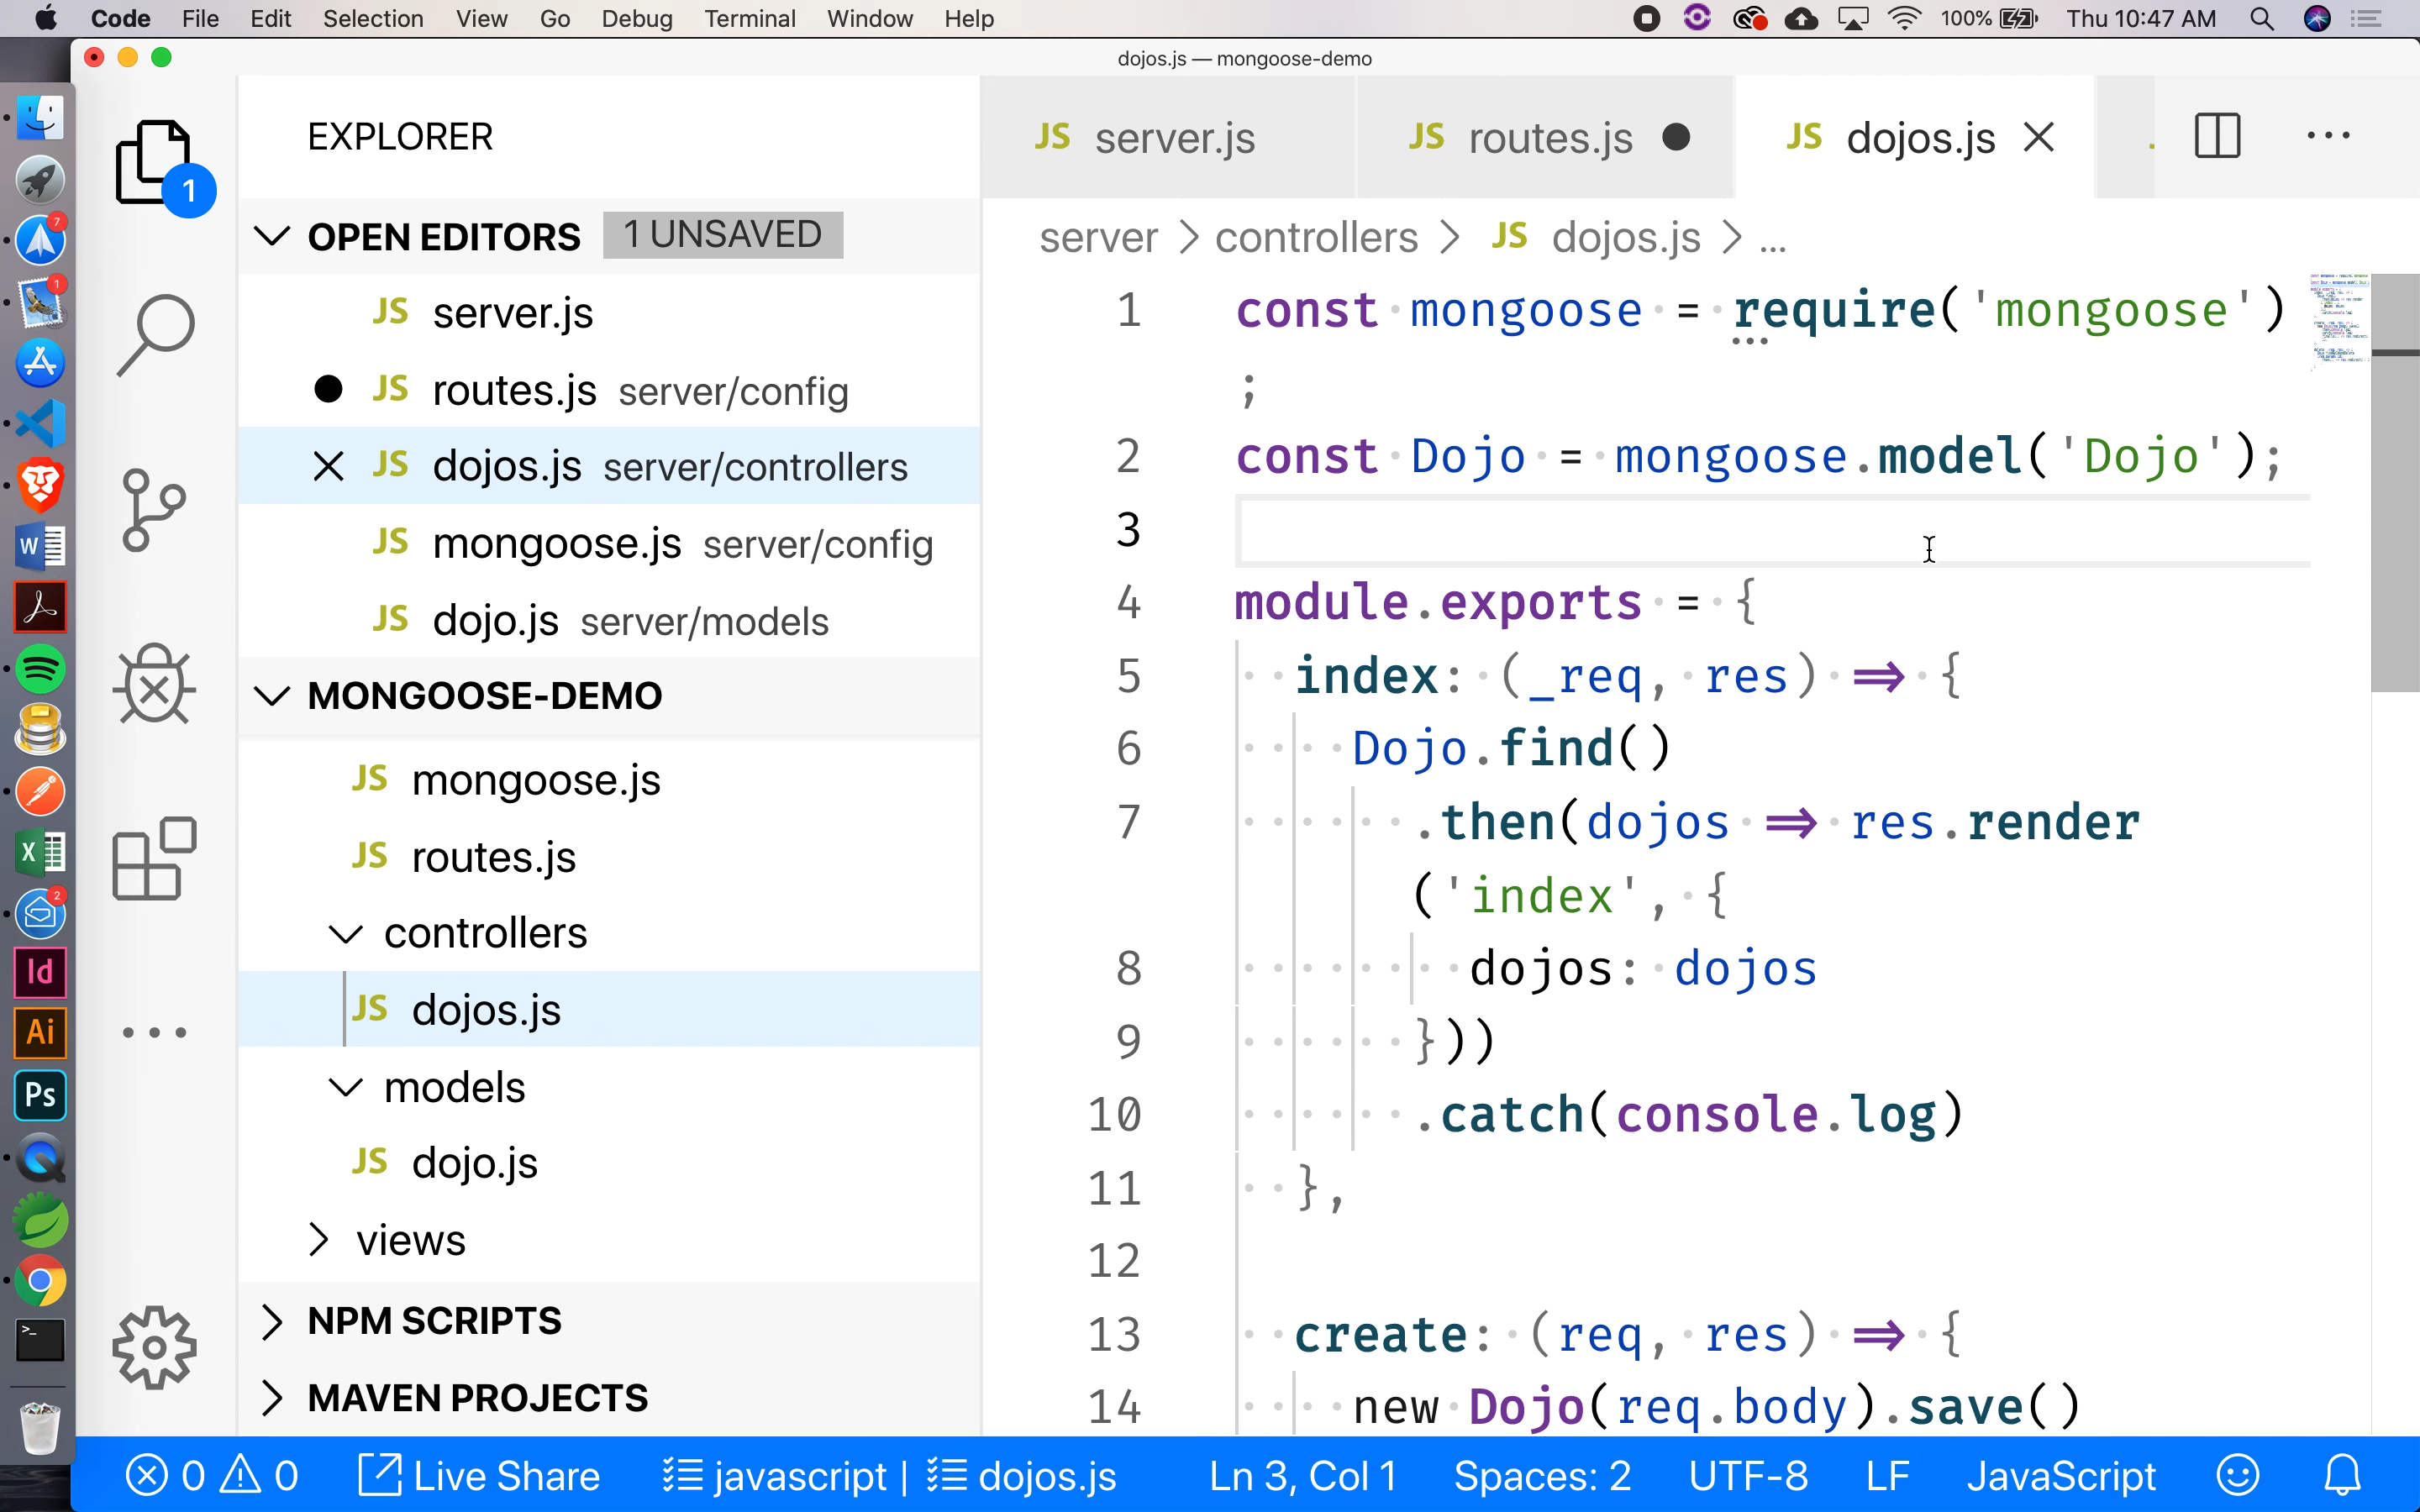 Code File Edit Selection View Go Debug Terminal Window Help 100% Thu 10:47 AM
dojos.js — mongoose-demo
EXPLORER
JS server.js JS routes.js JS dojos.js
server > controllers > JS dojos.js > ...
1
OPEN EDITORS 1 UNSAVED
JS server.js
JS routes.js server/config
JS dojos.js server/controllers
JS mongoose.js server/config
JS dojo.js server/models
MONGOOSE-DEMO
JS mongoose.js
JS routes.js
controllers
JS dojos.js
models
JS dojo.js
views
NPM SCRIPTS
MAVEN PROJECTS
1 const mongoose = require('mongoose')
;
2 const Dojo = mongoose.model('Dojo');
3
4 module.exports = {
5 index: (_req, res) => {
6 Dojo.find()
7 .then(dojos => res.render
('index', {
8 dojos: dojos
9 }))
10 .catch(console.log)
11 },
12
13 create: (req, res) => {
14 new Dojo(req.body).save()
7
1
W
X
2
Id
Ai
Ps
0 0 Live Share javascript | dojos.js Ln 3, Col 1 Spaces: 2 UTF-8 LF JavaScript